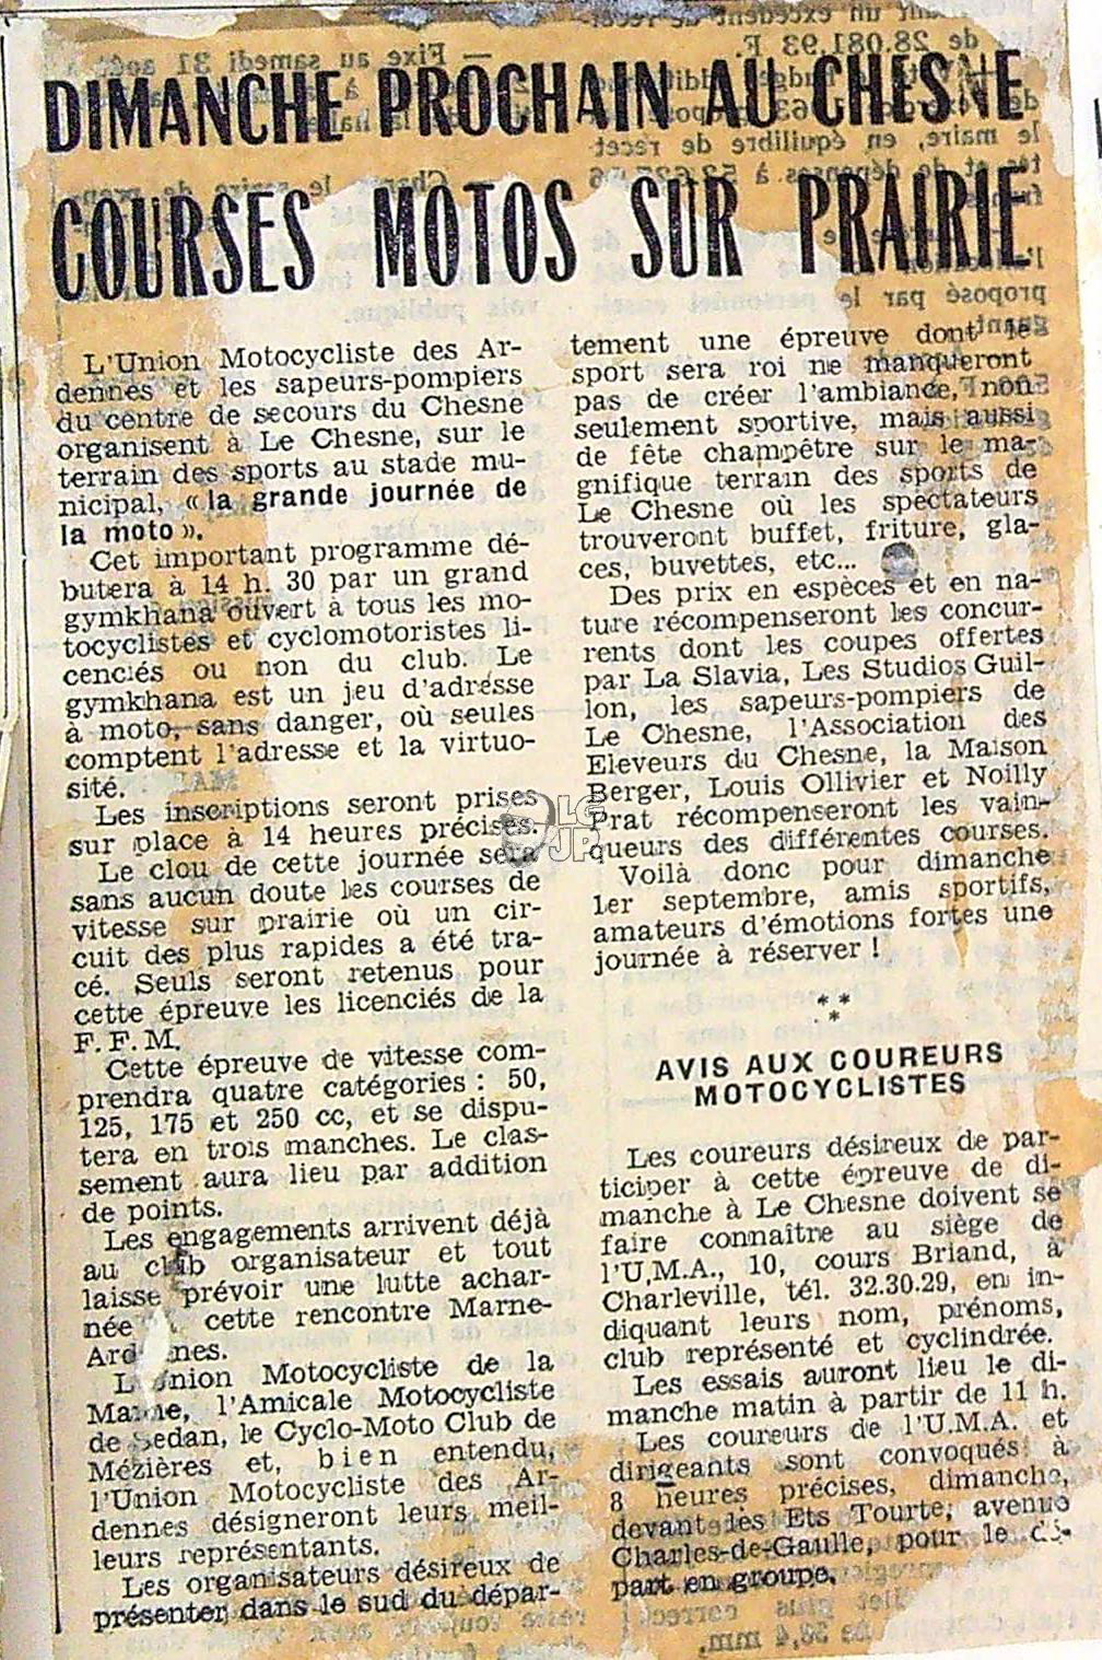 DIMANCHE PROCHAIN AU CHESNE
COURSES MOTOS SUR PRAIRIE
L'Union Motocycliste des Ar-
dennes et les sapeurs-pompiers
du centre de secours du Chesne
organisent à Le Chesne, sur le
terrain des sports au stade mu-
nicipal, « la grande journée de
la moto ».
Cet important programme dé-
butera à 14 h. 30 par un grand
gymkhana ouvert à tous les mo-
tocyclistes et cyclomotoristes li-
cenciés ou non du club. Le
gymkhana est un jeu d'adresse
à moto, sans danger, où seules
comptent l'adresse et la virtuo-
sité.
Les inscriptions seront prises
sur place à 14 heures précises.
Le clou de cette journée sera
sans aucun doute les courses de
vitesse sur prairie où un cir-
cuit des plus rapides a été tra-
cé. Seuls seront retenus pour
cette épreuve les licenciés de la
F.F.M.
Cette épreuve de vitesse com-
prendra quatre catégories : 50,
125, 175 et 250 cc, et se dispu-
tera en trois manches. Le clas-
sement aura lieu par addition
de points.
Les engagements arrivent déjà
au club organisateur et tout
laisse prévoir une lutte achar-
née cette rencontre Marne-
Ardennes.
L'Union Motocycliste de la
Marne, l'Amicale Motocycliste
de Sedan, le Cyclo-Moto Club de
Mézières et, bien entendu,
l'Union Motocycliste des Ar-
dennes désigneront leurs meil-
leurs représentants.
Les organisateurs désireux de
présenter dans le sud du dépar-
tement une épreuve dont le
sport sera roi ne manqueront
pas de créer l'ambiance, non
seulement sportive, mais aussi
de fête champêtre sur le ma-
gnifique terrain des sports de
Le Chesne où les spectateurs
trouveront buffet, friture, gla-
ces, buvettes, etc...
Des prix en espèces et en na-
ture récompenseront les concur-
rents dont les coupes offertes
par La Slavia, Les Studios Guil-
lon, les sapeurs-pompiers de
Le Chesne, l'Association des
Eleveurs du Chesne, la Maison
Berger, Louis Ollivier et Noilly
Prat récompenseront les vain-
queurs des différentes courses.
Voilà donc pour dimanche
1er septembre, amis sportifs,
amateurs d'émotions fortes une
journée à réserver !
* *
*
AVIS AUX COUREURS
MOTOCYCLISTES
Les coureurs désireux de par-
ticiper à cette épreuve de di-
manche à Le Chesne doivent se
faire connaître au siège de
l'U.M.A., 10, cours Briand, à
Charleville, tél. 32.30.29, en in-
diquant leurs nom, prénoms,
club représenté et cyclindrée.
Les essais auront lieu le di-
manche matin à partir de 11 h.
Les coureurs de l'U.M.A. et
dirigeants sont convoqués à
8 heures précises, dimanche,
devant les Ets Tourte, avenue
Charles-de-Gaulle, pour le dé-
part en groupe.
LG
JP